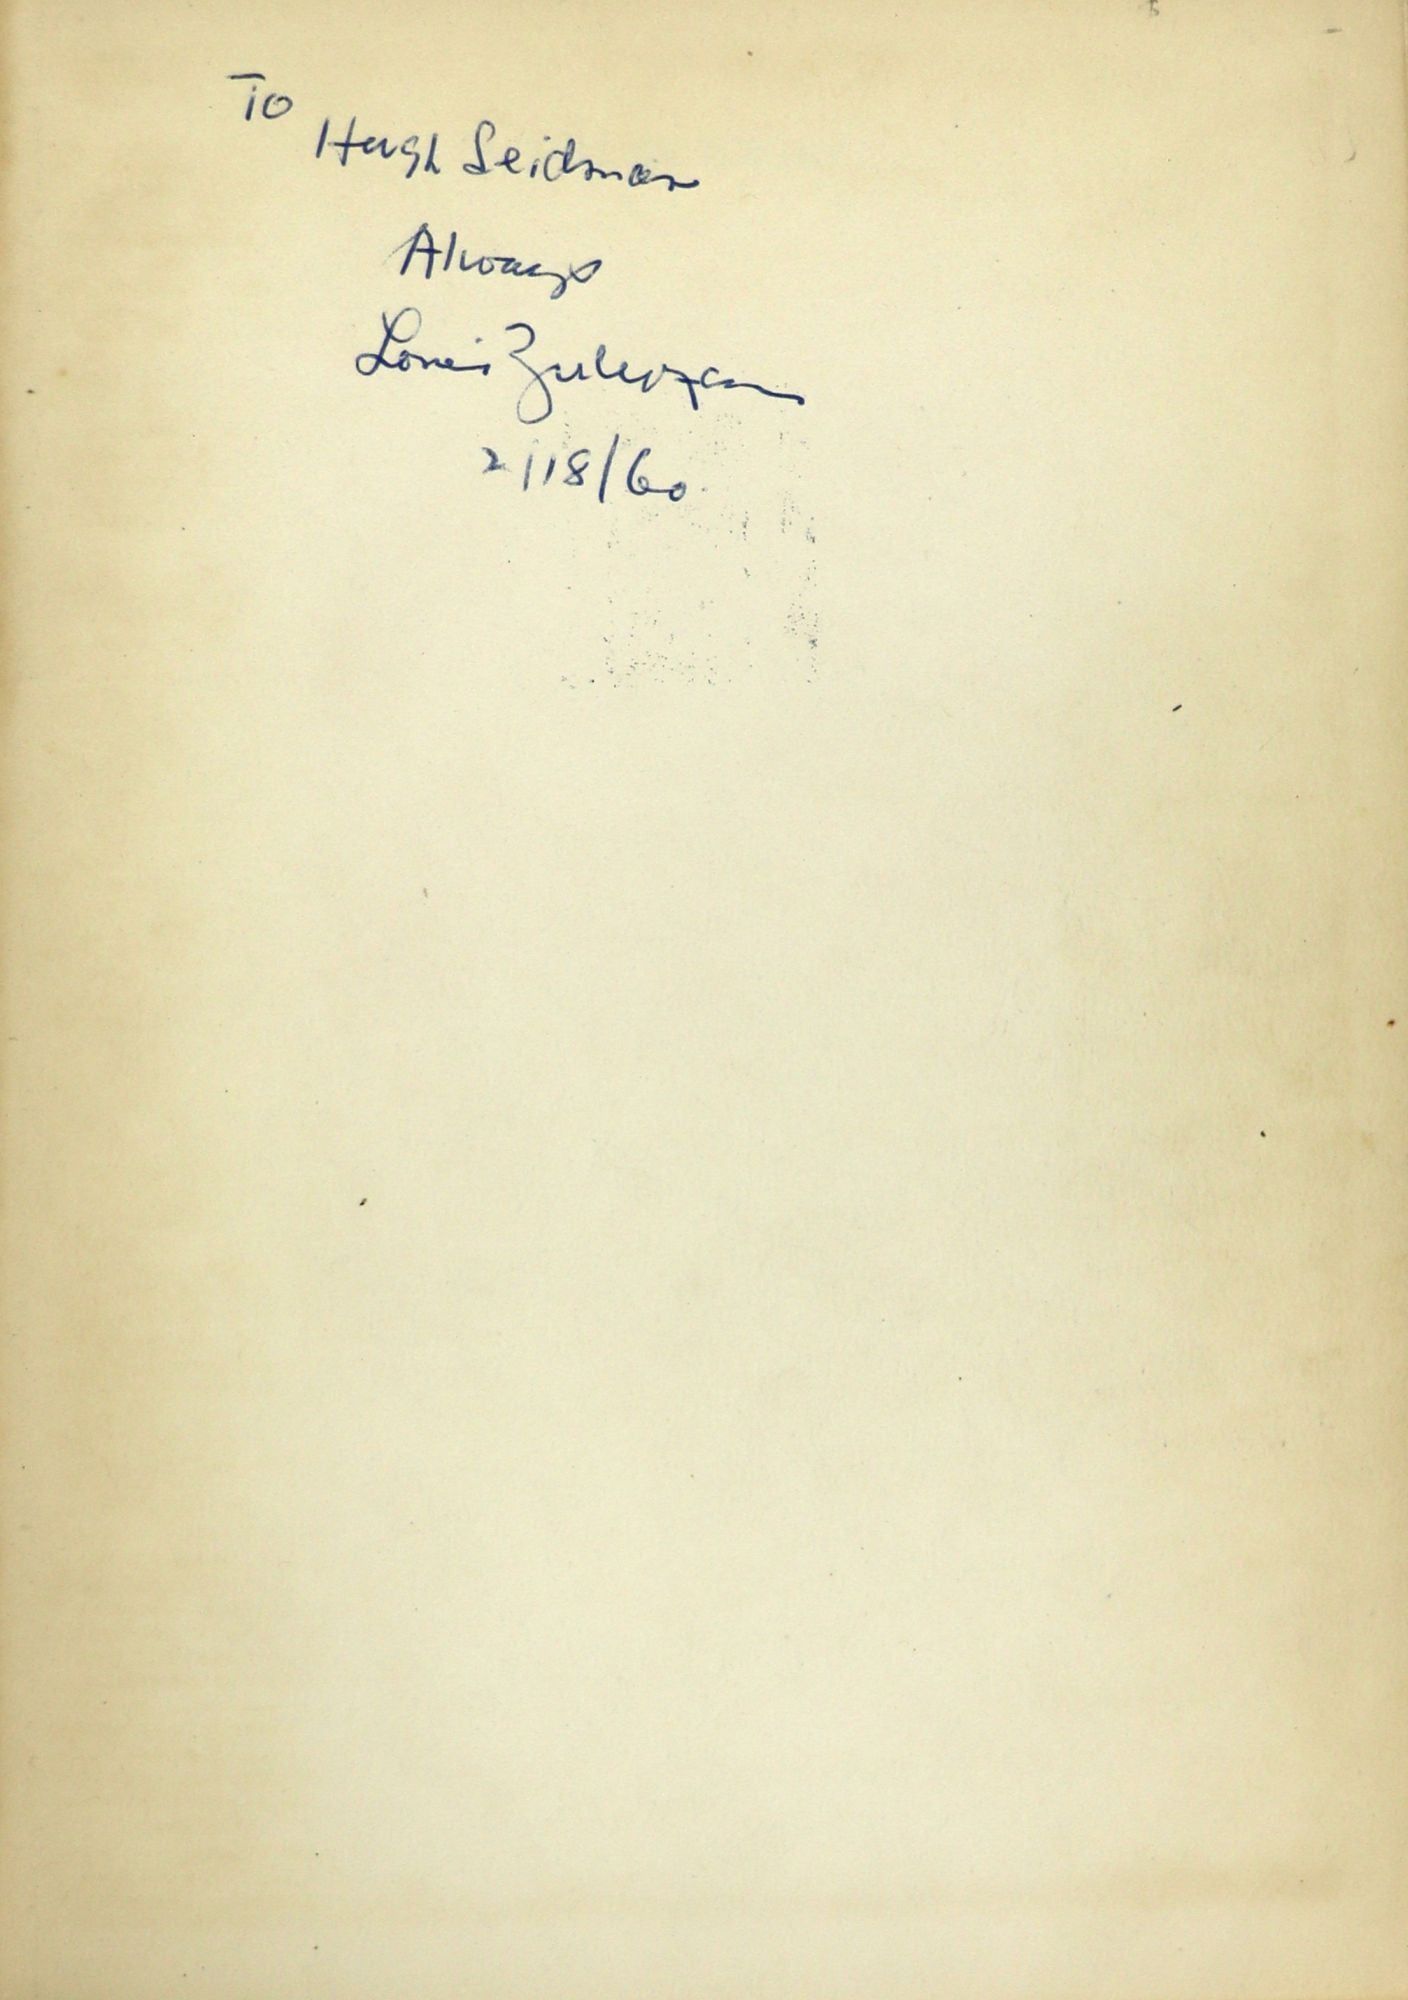 To
Hugh Seidman
Always
Louis Zukofsky
2/18/60